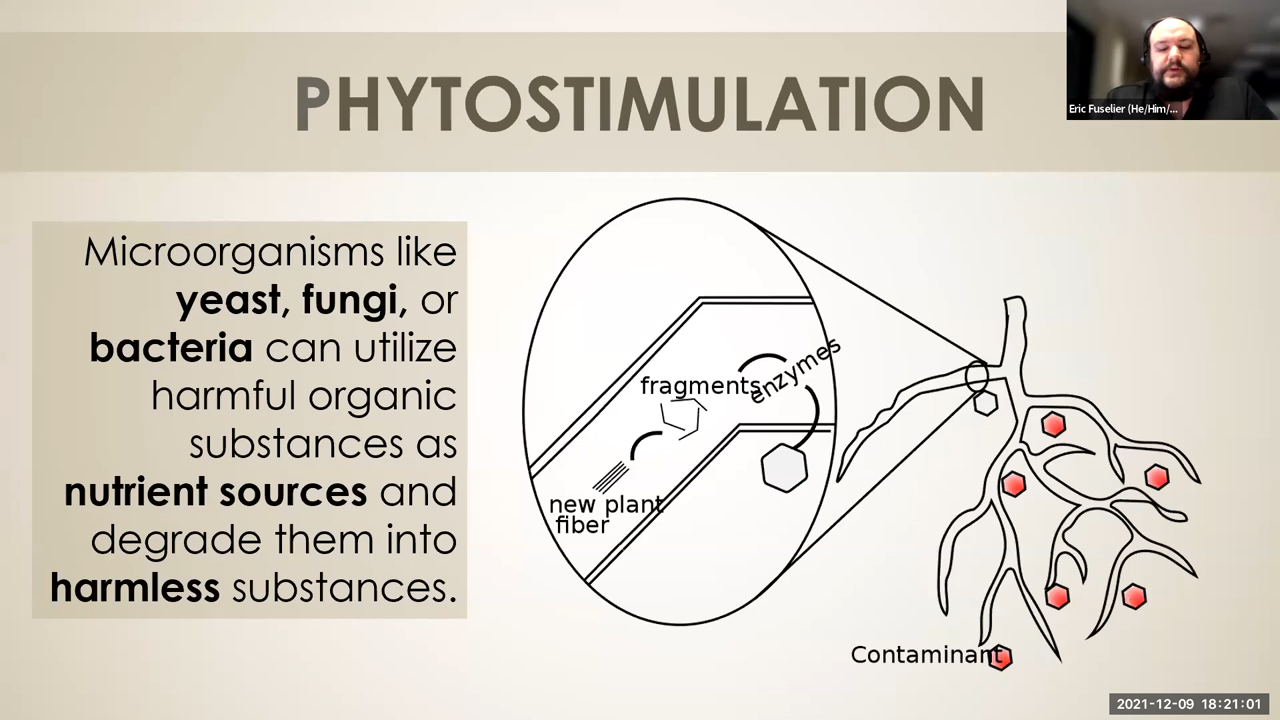 PHYTOSTIMULATION
Eric Fuselier (He/Him/...
Microorganisms like
yeast, fungi, or
bacteria can utilize
harmful organic
substances as
nutrient sources and
degrade them into
harmless substances.
enzymes
fragments
new plant
fiber
Contaminant
2021-12-09 18:21:01